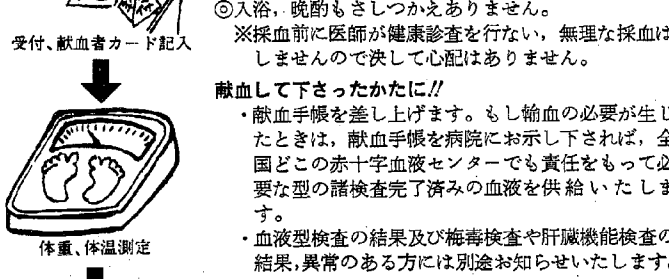 ◎入浴,晩酌もさしつかえありません。
※採血前に医師が健康診査を行ない,無理な採血は
しませんので決して心配はありません。
受付、献血者カード記入
献血して下さったかたに!!
・献血手帳を差し上げます。もし輸血の必要が生じ
たときは,献血手帳を病院にお示し下されば,全
国どこの赤十字血液センターでも責任をもって必
要な型の諸検査完了済みの血液を供給いたしま
す。
・血液型検査の結果及び梅毒検査や肝臓機能検査の
結果,異常のある方には別途お知らせいたします。
体重、体温測定